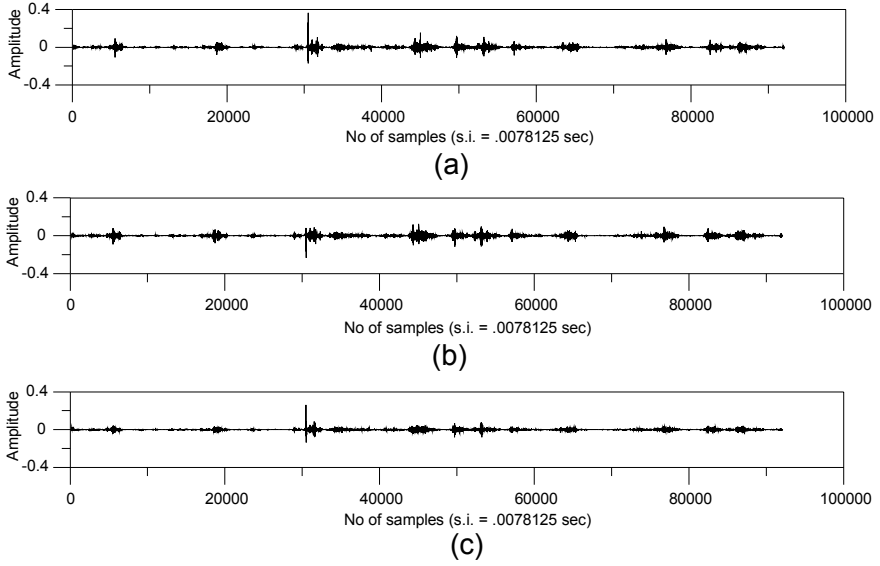 0.4
Amplitude
0
-0.4
0 20000 40000 60000 80000 100000
No of samples (s.i. = .0078125 sec)
(a)
0.4
Amplitude
0
-0.4
0 20000 40000 60000 80000 100000
No of samples (s.i. = .0078125 sec)
(b)
0.4
Amplitude
0
-0.4
0 20000 40000 60000 80000 100000
No of samples (s.i. = .0078125 sec)
(c)